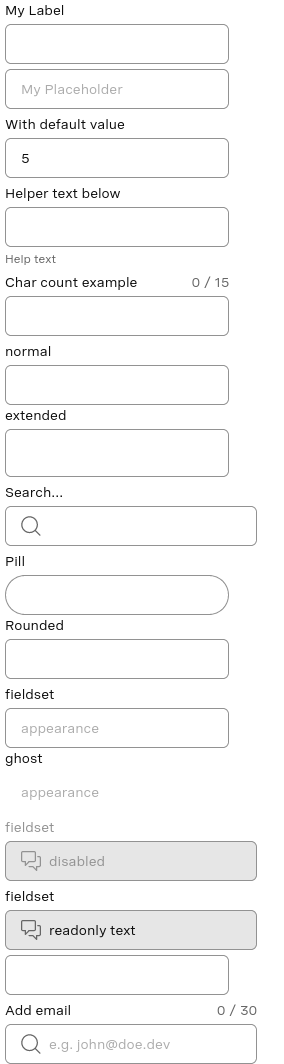 My Label
My Placeholder
With default value
5
Helper text below
Help text
Char count example 0 / 15
normal
extended
Search...
Pill
Rounded
fieldset
appearance
ghost
appearance
fieldset
disabled
fieldset
readonly text
Add email 0 / 30
e.g. john@doe.dev